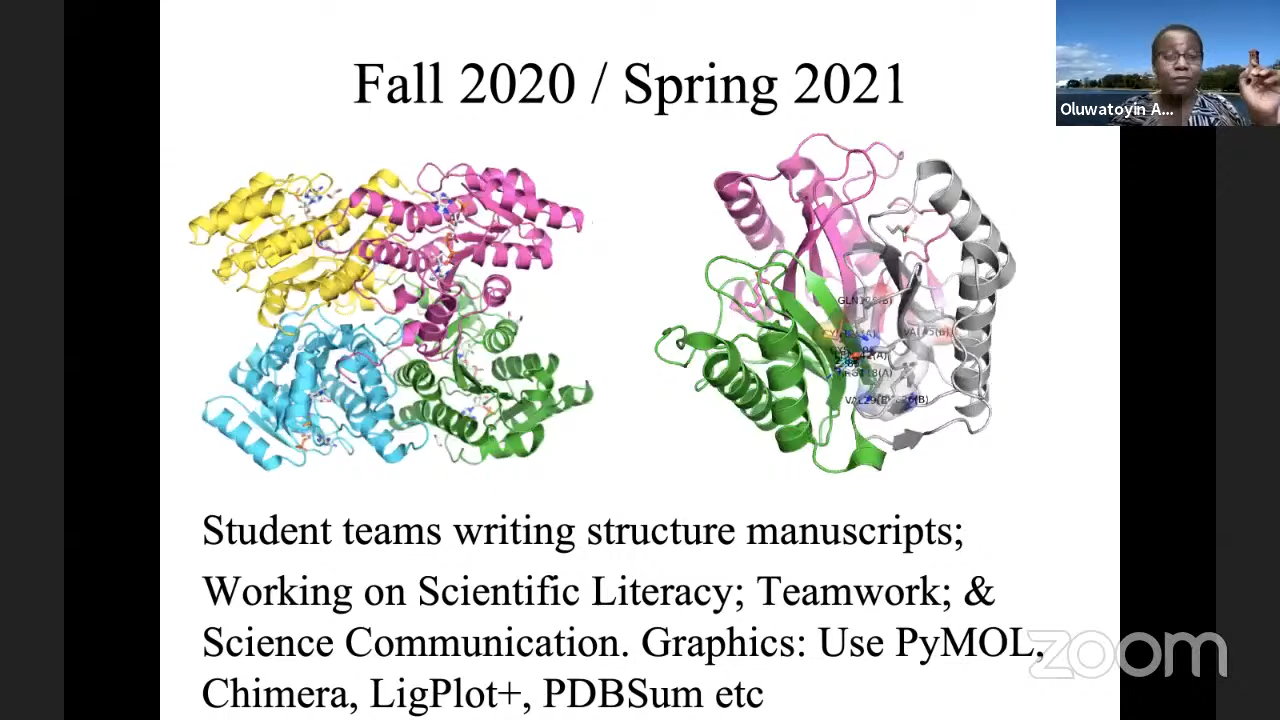 Fall 2020 / Spring 2021
Oluwatoyin A...
Student teams writing structure manuscripts;
Working on Scientific Literacy; Teamwork; &
Science Communication. Graphics: Use PyMOL,
Chimera, LigPlot+, PDBSum etc
zoom